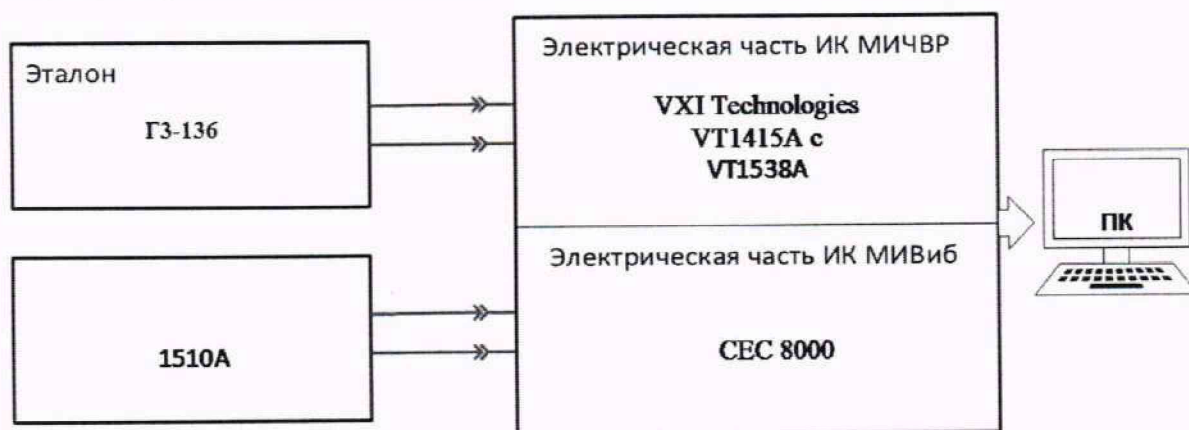 Эталон
Г3-136
Электрическая часть ИК МИЧВР
VXI Technologies
VT1415A с
VT1538A
ПК
1510A
Электрическая часть ИК МИВиб
CEC 8000